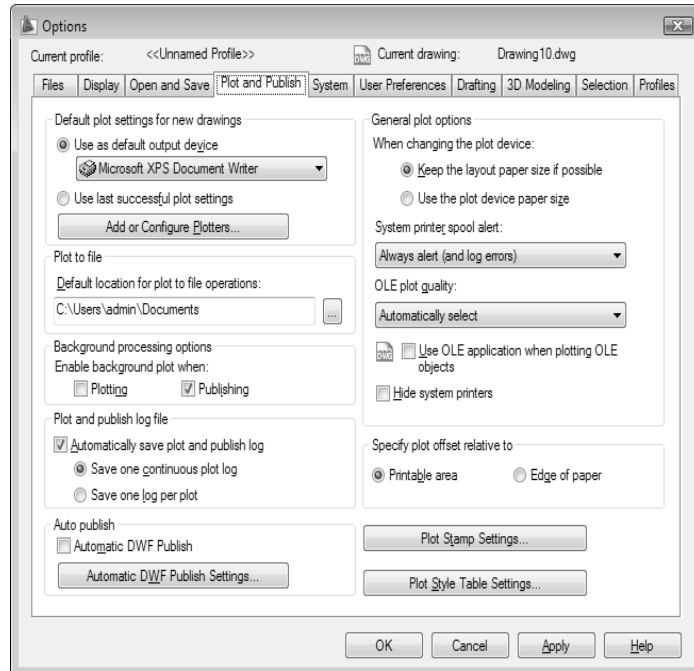 Options
Current profile: <<Unnamed Profile>> Current drawing: Drawing10.dwg
Files Display Open and Save Plot and Publish System User Preferences Drafting 3D Modeling Selection Profiles
Default plot settings for new drawings
Use as default output device
Microsoft XPS Document Writer
Use last successful plot settings
Add or Configure Plotters...
Plot to file
Default location for plot to file operations:
C:\Users\admin\Documents
...
Background processing options
Enable background plot when:
Plotting Publishing
Plot and publish log file
Automatically save plot and publish log
Save one continuous plot log
Save one log per plot
Auto publish
Automatic DWF Publish
Automatic DWF Publish Settings...
General plot options
When changing the plot device:
Keep the layout paper size if possible
Use the plot device paper size
System printer spool alert:
Always alert (and log errors)
OLE plot quality:
Automatically select
DWG
Use OLE application when plotting OLE
objects
Hide system printers
Specify plot offset relative to
Printable area Edge of paper
Plot Stamp Settings...
Plot Style Table Settings...
OK Cancel Apply Help